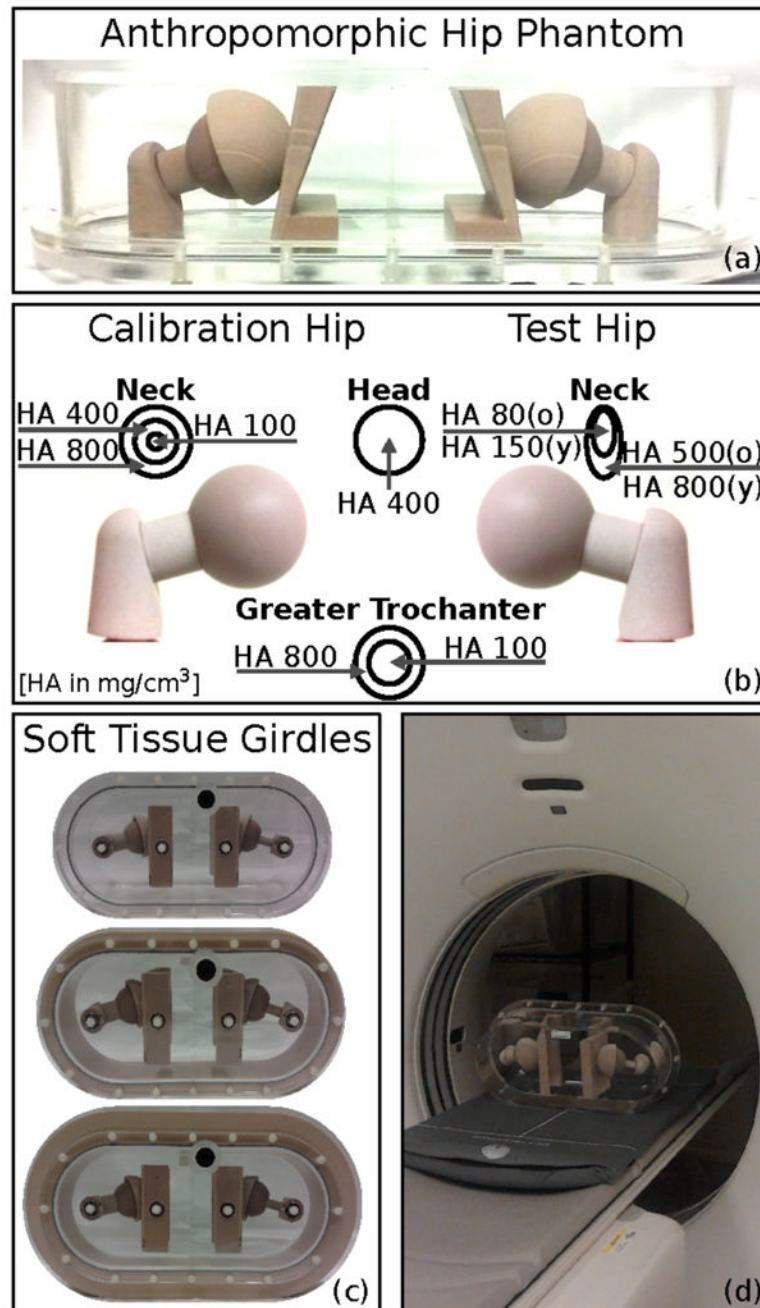 Anthropomorphic Hip Phantom
(a)
Calibration Hip
Test Hip
Neck
HA 400
HA 800
HA 100
Head
HA 400
Neck
HA 80(o)
HA 150(y)
HA 500(o)
HA 800(y)
Greater Trochanter
HA 800
HA 100
[HA in mg/cm³]
(b)
Soft Tissue Girdles
(c)
(d)